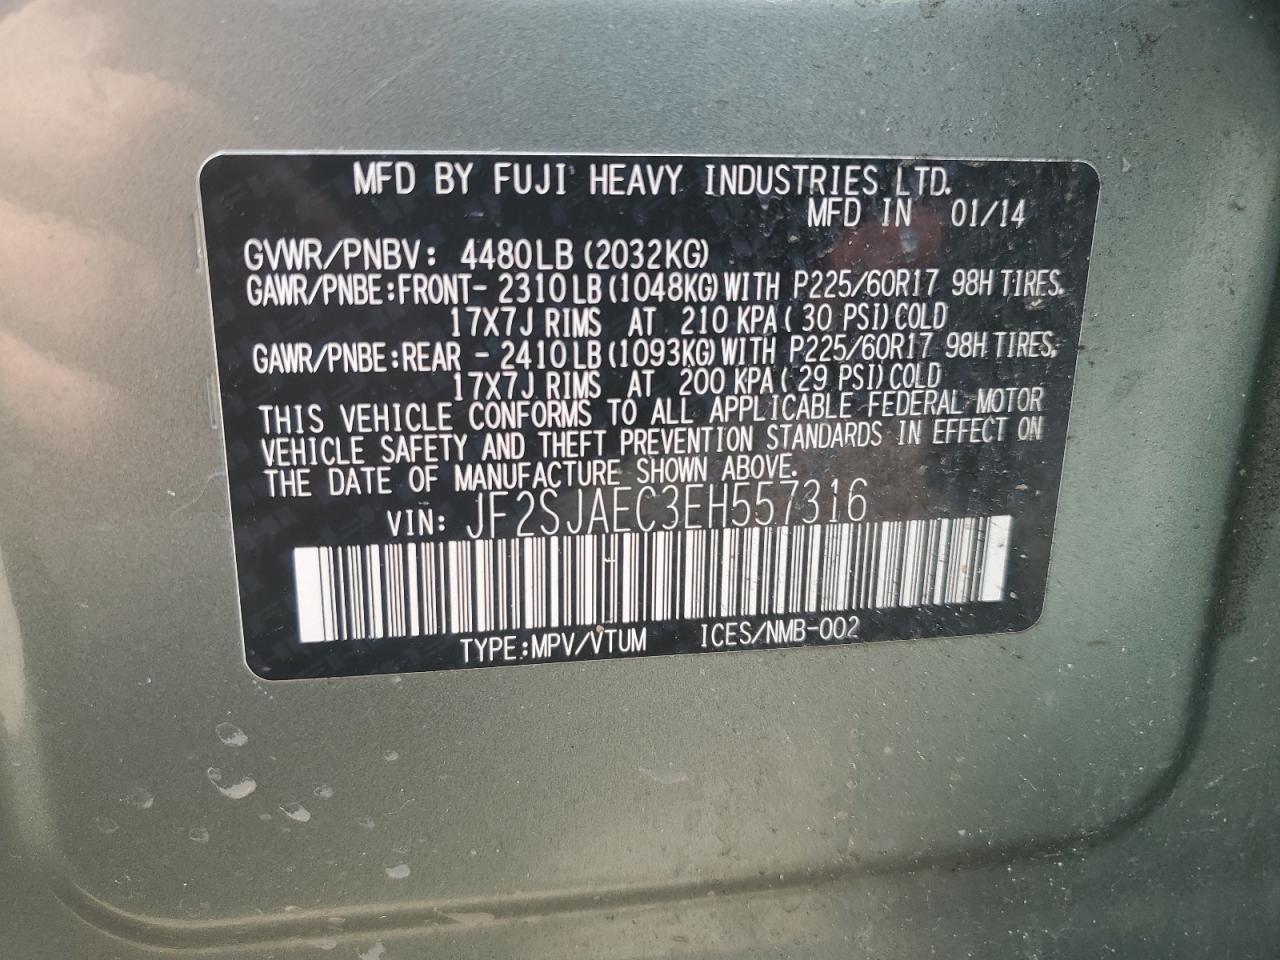 MFD BY FUJI HEAVY INDUSTRIES LTD.
MFD IN 01/14
GVWR/PNBV: 4480LB (2032KG)
GAWR/PNBE:FRONT- 2310LB (1048KG) WITH P225/60R17 98H TIRES.
17X7J RIMS AT 210 KPA (30 PSI) COLD
GAWR/PNBE:REAR - 2410LB (1093KG) WITH P225/60R17 98H TIRES,
17X7J RIMS AT 200 KPA (29 PSI) COLD
THIS VEHICLE CONFORMS TO ALL APPLICABLE FEDERAL MOTOR
VEHICLE SAFETY AND THEFT PREVENTION STANDARDS IN EFFECT ON
THE DATE OF MANUFACTURE SHOWN ABOVE.
VIN: JF2SJAEC3EH557316
TYPE:MPV/VTUM ICES/NMB-002